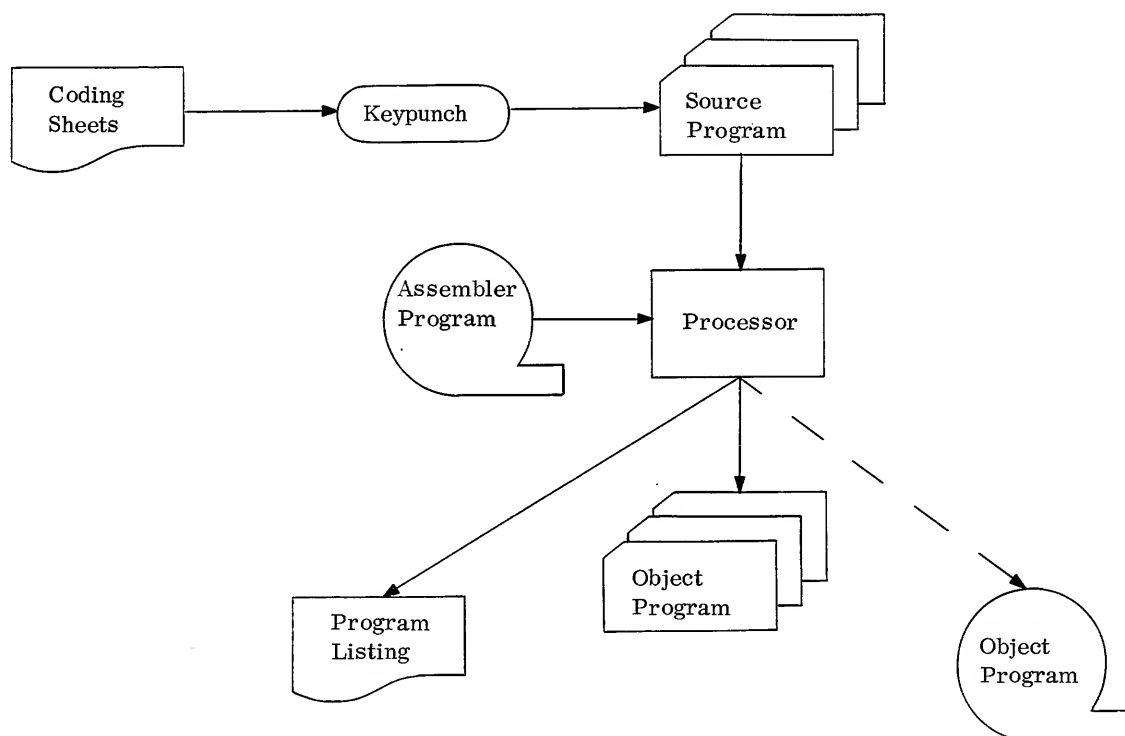 Coding
Sheets
Keypunch
Source
Program
Assembler
Program
Processor
Program
Listing
Object
Program
Object
Program